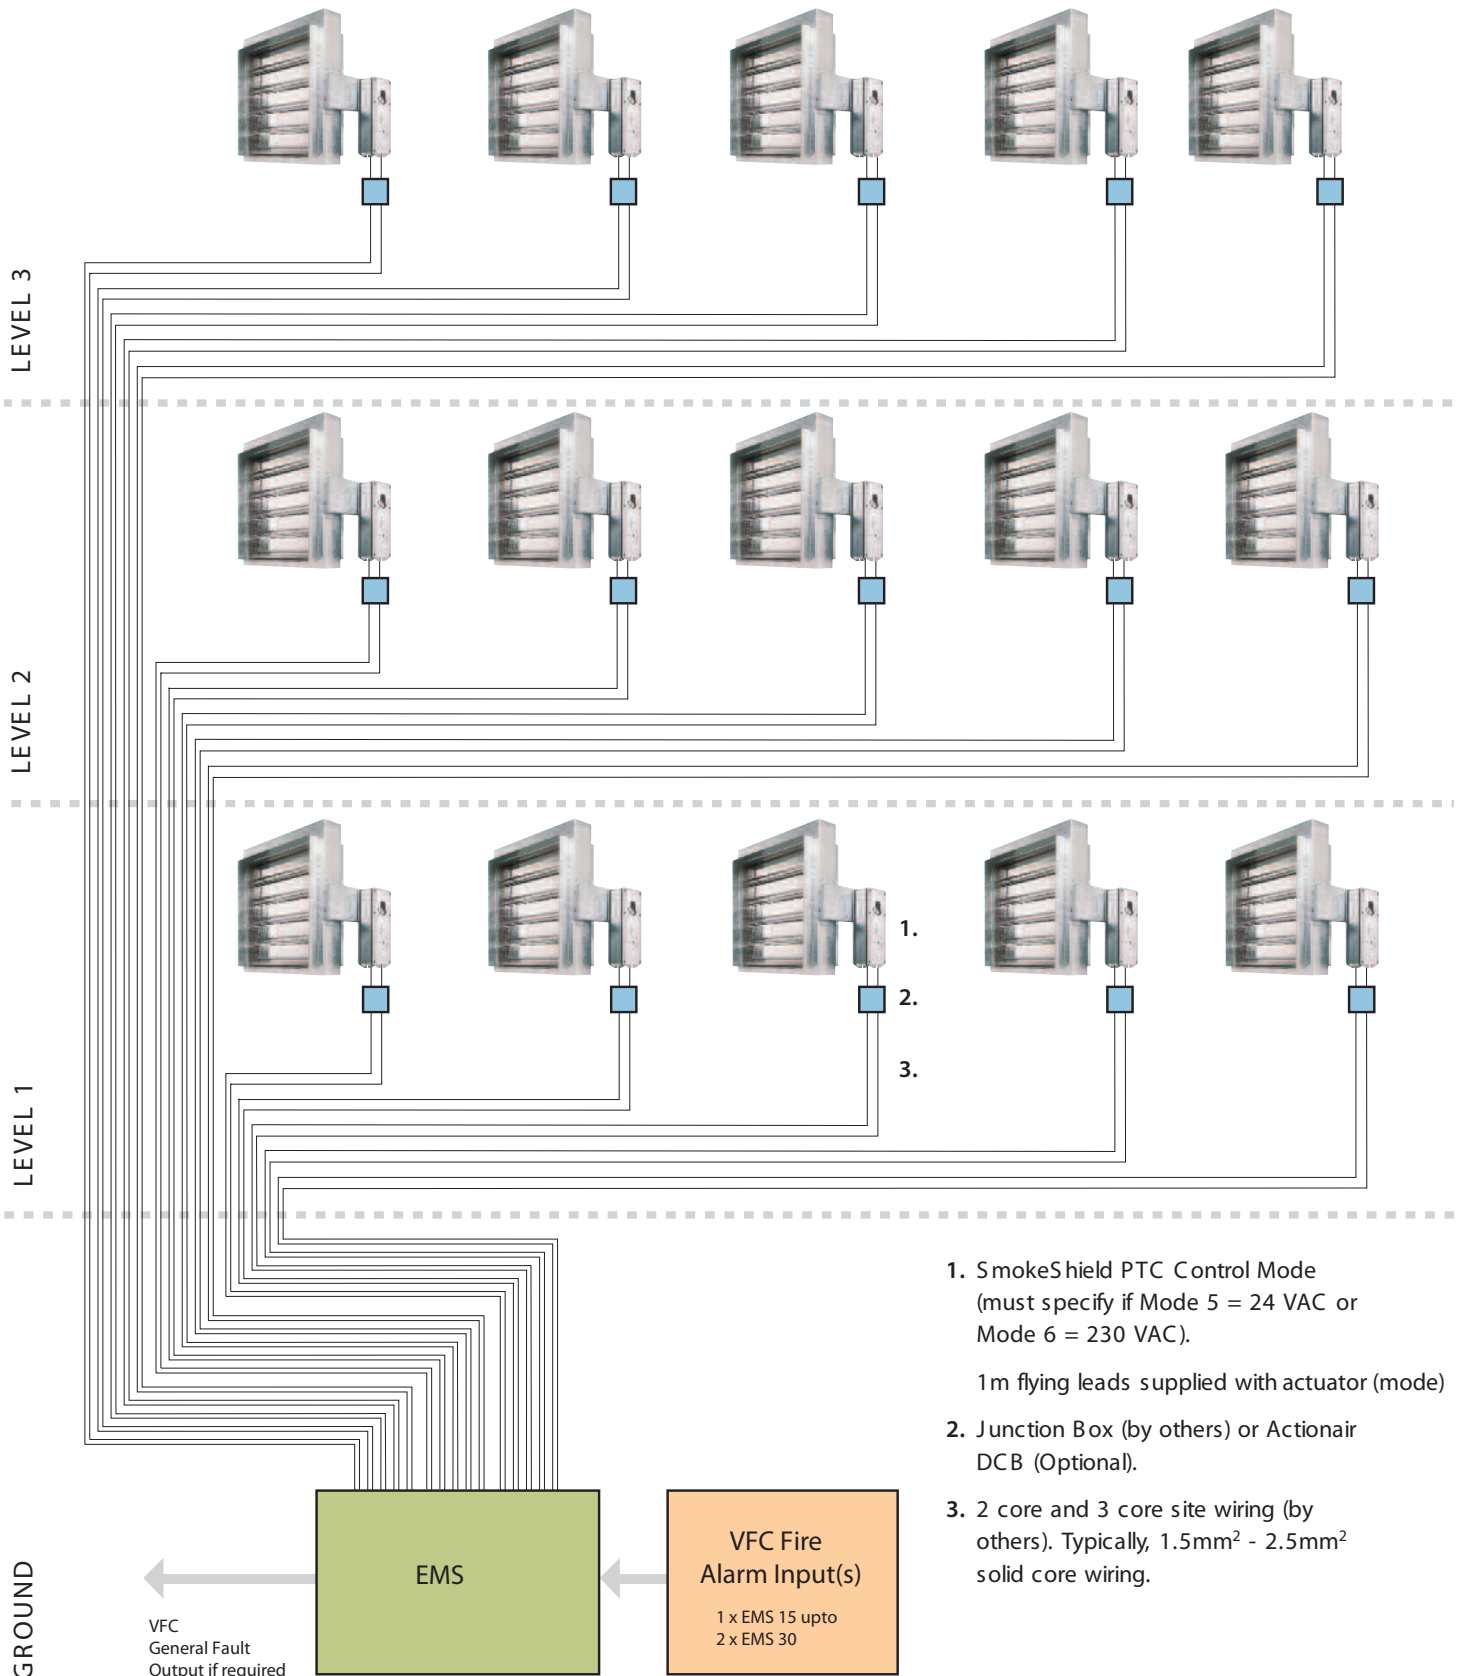 LEVEL 3
LEVEL 2
1.
2.
3.
LEVEL 1
1. SmokeShield PTC Control Mode
(must specify if Mode 5 = 24 VAC or
Mode 6 = 230 VAC).
1m flying leads supplied with actuator (mode)
2. Junction Box (by others) or Actionair
DCB (Optional).
3. 2 core and 3 core site wiring (by
others). Typically, 1.5mm² - 2.5mm²
solid core wiring.
GROUND
VFC
General Fault
Output if required
EMS
VFC Fire
Alarm Input(s)
1 x EMS 15 upto
2 x EMS 30